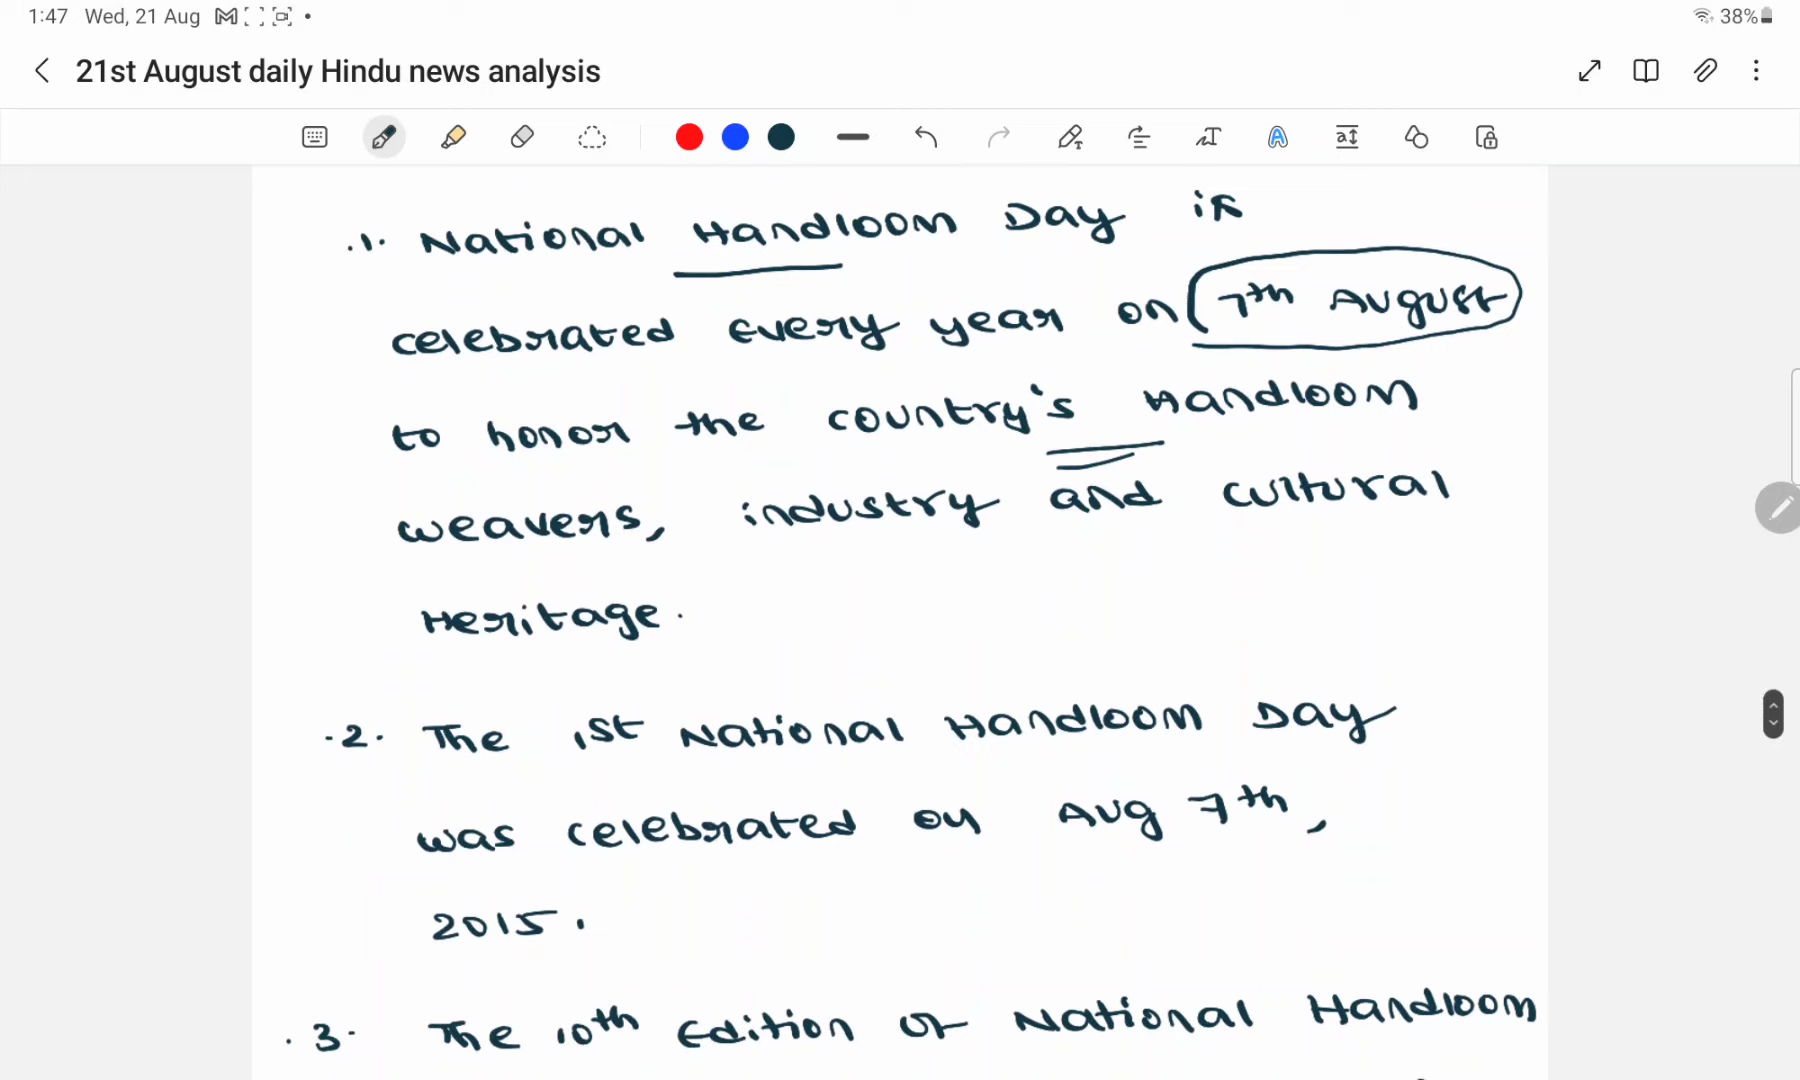 1:47 Wed, 21 Aug 38%
21st August daily Hindu news analysis
.1. National Handloom Day is
celebrated every year on 7th August
to honor the country's Handloom
weavers, industry and cultural
Heritage.
.2. The 1st National Handloom Day
was celebrated on Aug 7th,
2015.
.3. The 10th Edition of National Handloom